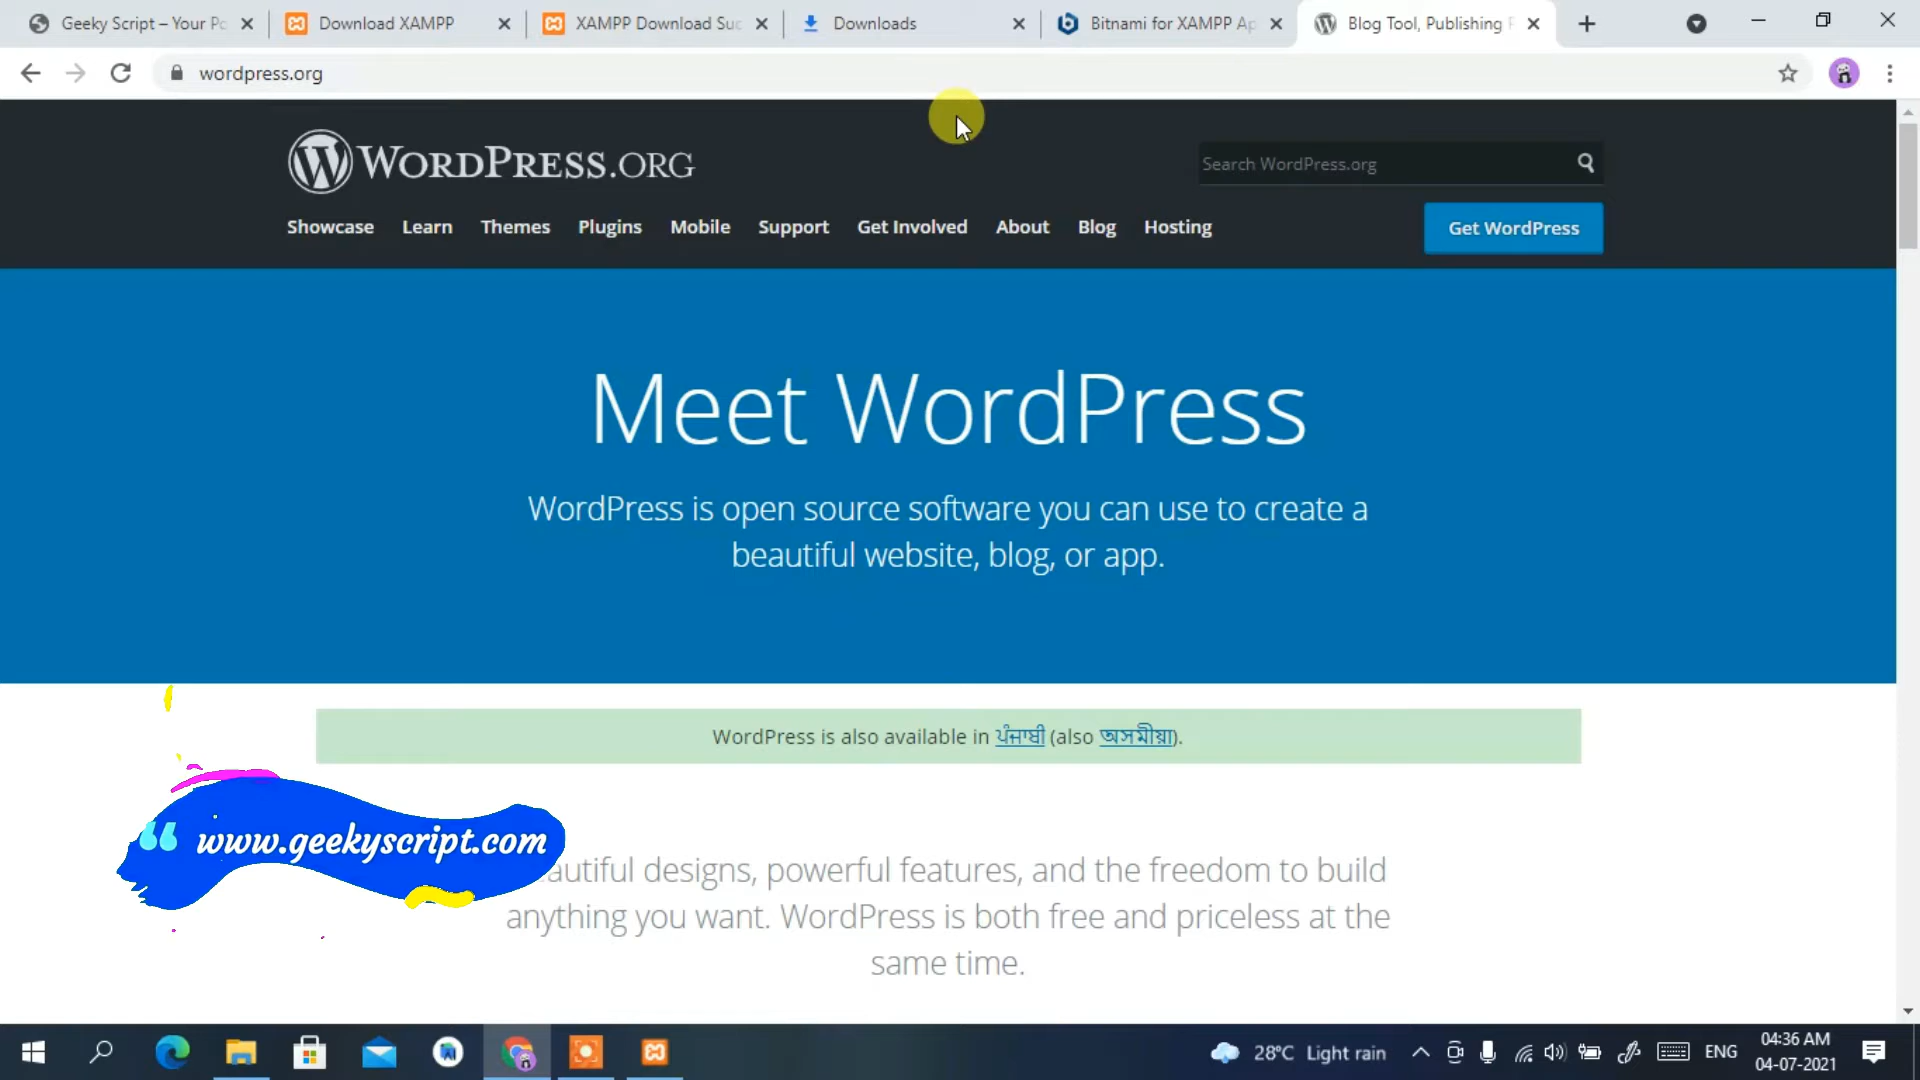 Geeky Script – Your Po
Download XAMPP
XAMPP Download Suc
Downloads
Bitnami for XAMPP Ap
Blog Tool, Publishing P
wordpress.org
WORDPRESS.ORG
Search WordPress.org
Showcase
Learn
Themes
Plugins
Mobile
Support
Get Involved
About
Blog
Hosting
Get WordPress
Meet WordPress
WordPress is open source software you can use to create a
beautiful website, blog, or app.
WordPress is also available in ਪੰਜਾਬੀ (also অসমীয়া).
“ www.geekyscript.com
autiful designs, powerful features, and the freedom to build
anything you want. WordPress is both free and priceless at the
same time.
28°C Light rain
ENG
04:36 AM
04-07-2021